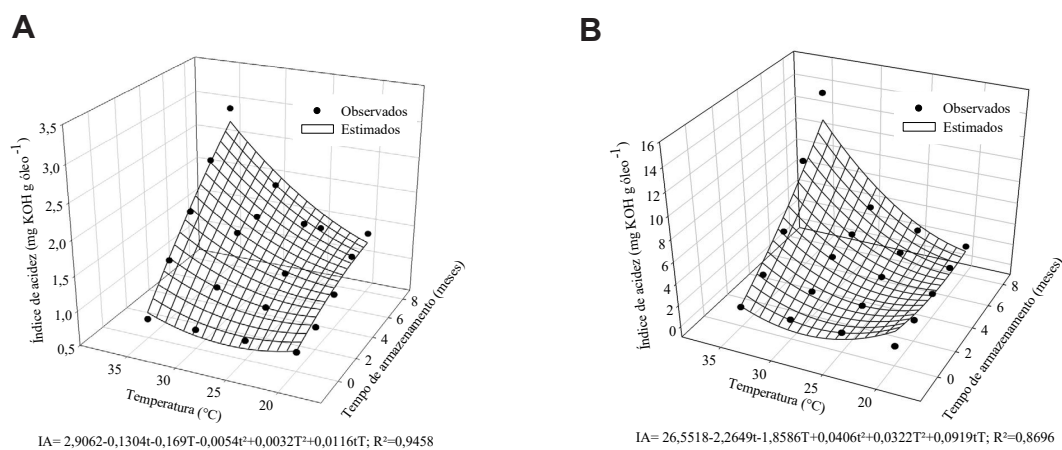 A
Índice de acidez (mg KOH g óleo⁻¹)
3,5
3,0
2,5
2,0
1,5
1,0
0,5
Observados
Estimados
35
30
25
20
Temperatura (°C)
0
2
4
6
8
Tempo de armazenamento (meses)
IA= 2,9062-0,1304t-0,169T-0,0054t²+0,0032T²+0,0116tT; R²=0,9458
B
Índice de acidez (mg KOH g óleo⁻¹)
16
14
12
10
8
6
4
2
0
Observados
Estimados
35
30
25
20
Temperatura (°C)
0
2
4
6
8
Tempo de armazenamento (meses)
IA= 26,5518-2,2649t-1,8586T+0,0406t²+0,0322T²+0,0919tT; R²=0,8696